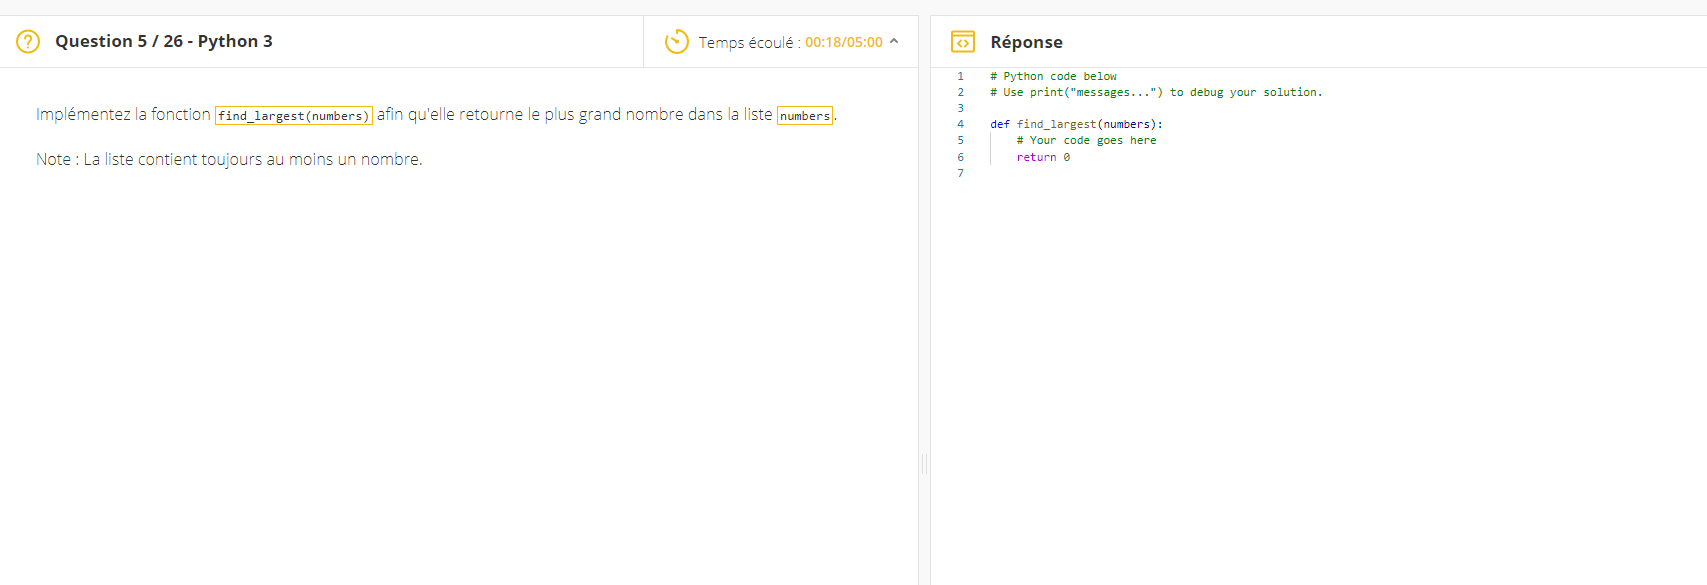 Question 5 / 26 - Python 3
Temps écoulé : 00:18/05:00
Implémentez la fonction find_largest(numbers) afin qu'elle retourne le plus grand nombre dans la liste numbers.
Note : La liste contient toujours au moins un nombre.
Réponse
1 # Python code below
2 # Use print("messages...") to debug your solution.
3
4 def find_largest(numbers):
5     # Your code goes here
6     return 0
7